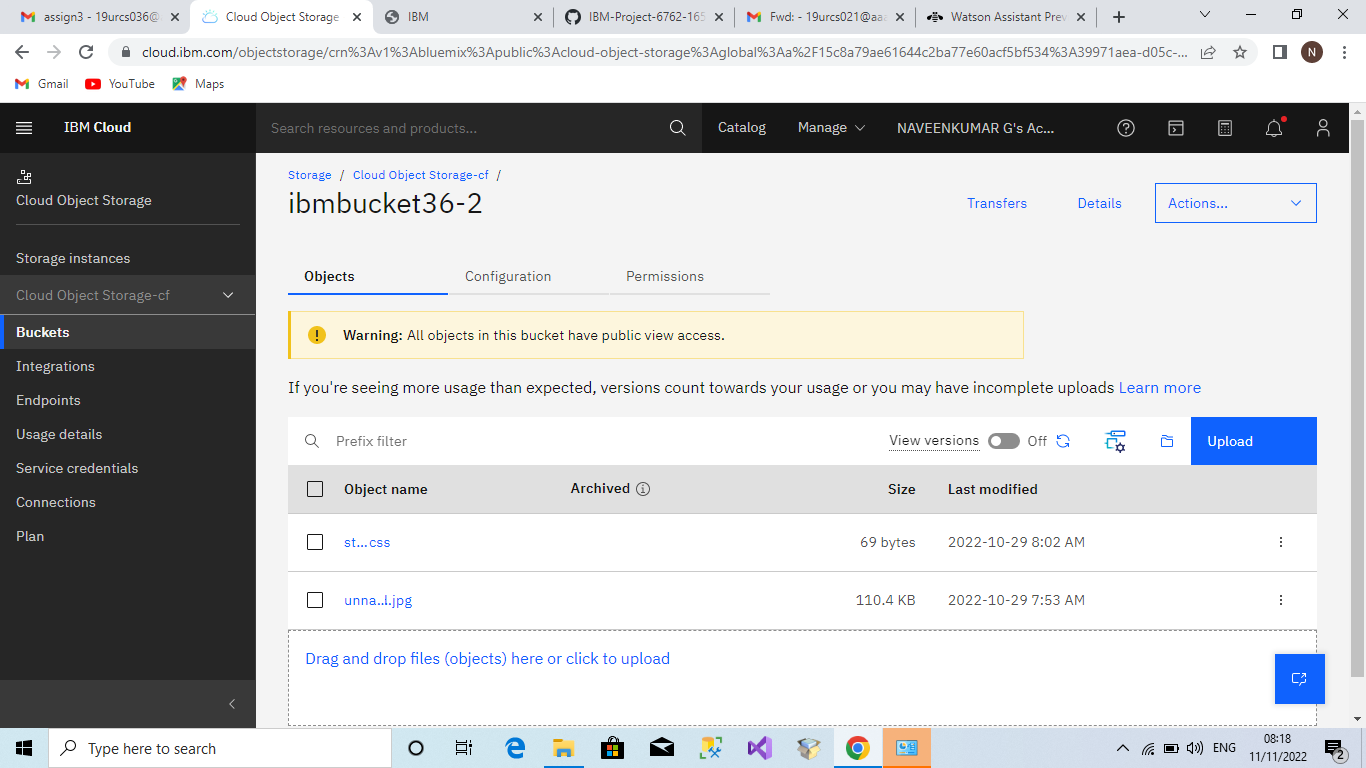 assign3 - 19urcs036@
Cloud Object Storage
IBM
IBM-Project-6762-165
Fwd: - 19urcs021@aaa
Watson Assistant Prev
cloud.ibm.com/objectstorage/crn%3Av1%3Abluemix%3Apublic%3Acloud-object-storage%3Aglobal%3Aa%2F15c8a79ae61644c2ba77e60acf5bf534%3A39971aea-d05c-...
N
Gmail
YouTube
Maps
IBM Cloud
Search resources and products...
Catalog
Manage
NAVEENKUMAR G's Ac...
Cloud Object Storage
Storage instances
Cloud Object Storage-cf
Buckets
Integrations
Endpoints
Usage details
Service credentials
Connections
Plan
Storage / Cloud Object Storage-cf /
ibmbucket36-2
Transfers
Details
Actions...
Objects
Configuration
Permissions
Warning: All objects in this bucket have public view access.
If you're seeing more usage than expected, versions count towards your usage or you may have incomplete uploads Learn more
Prefix filter
View versions
Off
Upload
Object name
Archived
Size
Last modified
st...css
69 bytes
2022-10-29 8:02 AM
unna...jpg
110.4 KB
2022-10-29 7:53 AM
Drag and drop files (objects) here or click to upload
Type here to search
ENG
08:18
11/11/2022
2